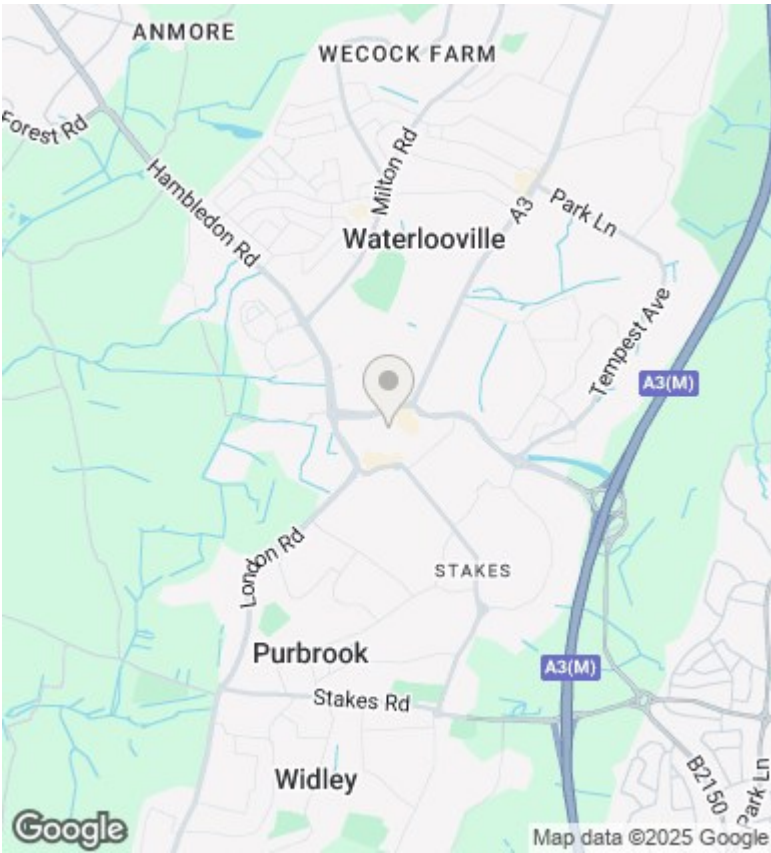 ANMORE
WECOCK FARM
Forest Rd
Milton Rd
Hambledon Rd
A3
Park Ln
Waterlooville
Tempest Ave
A3(M)
London Rd
STAKES
Purbrook
A3(M)
Stakes Rd
Widley
B2150
Park Ln
Google
Map data ©2025 Google